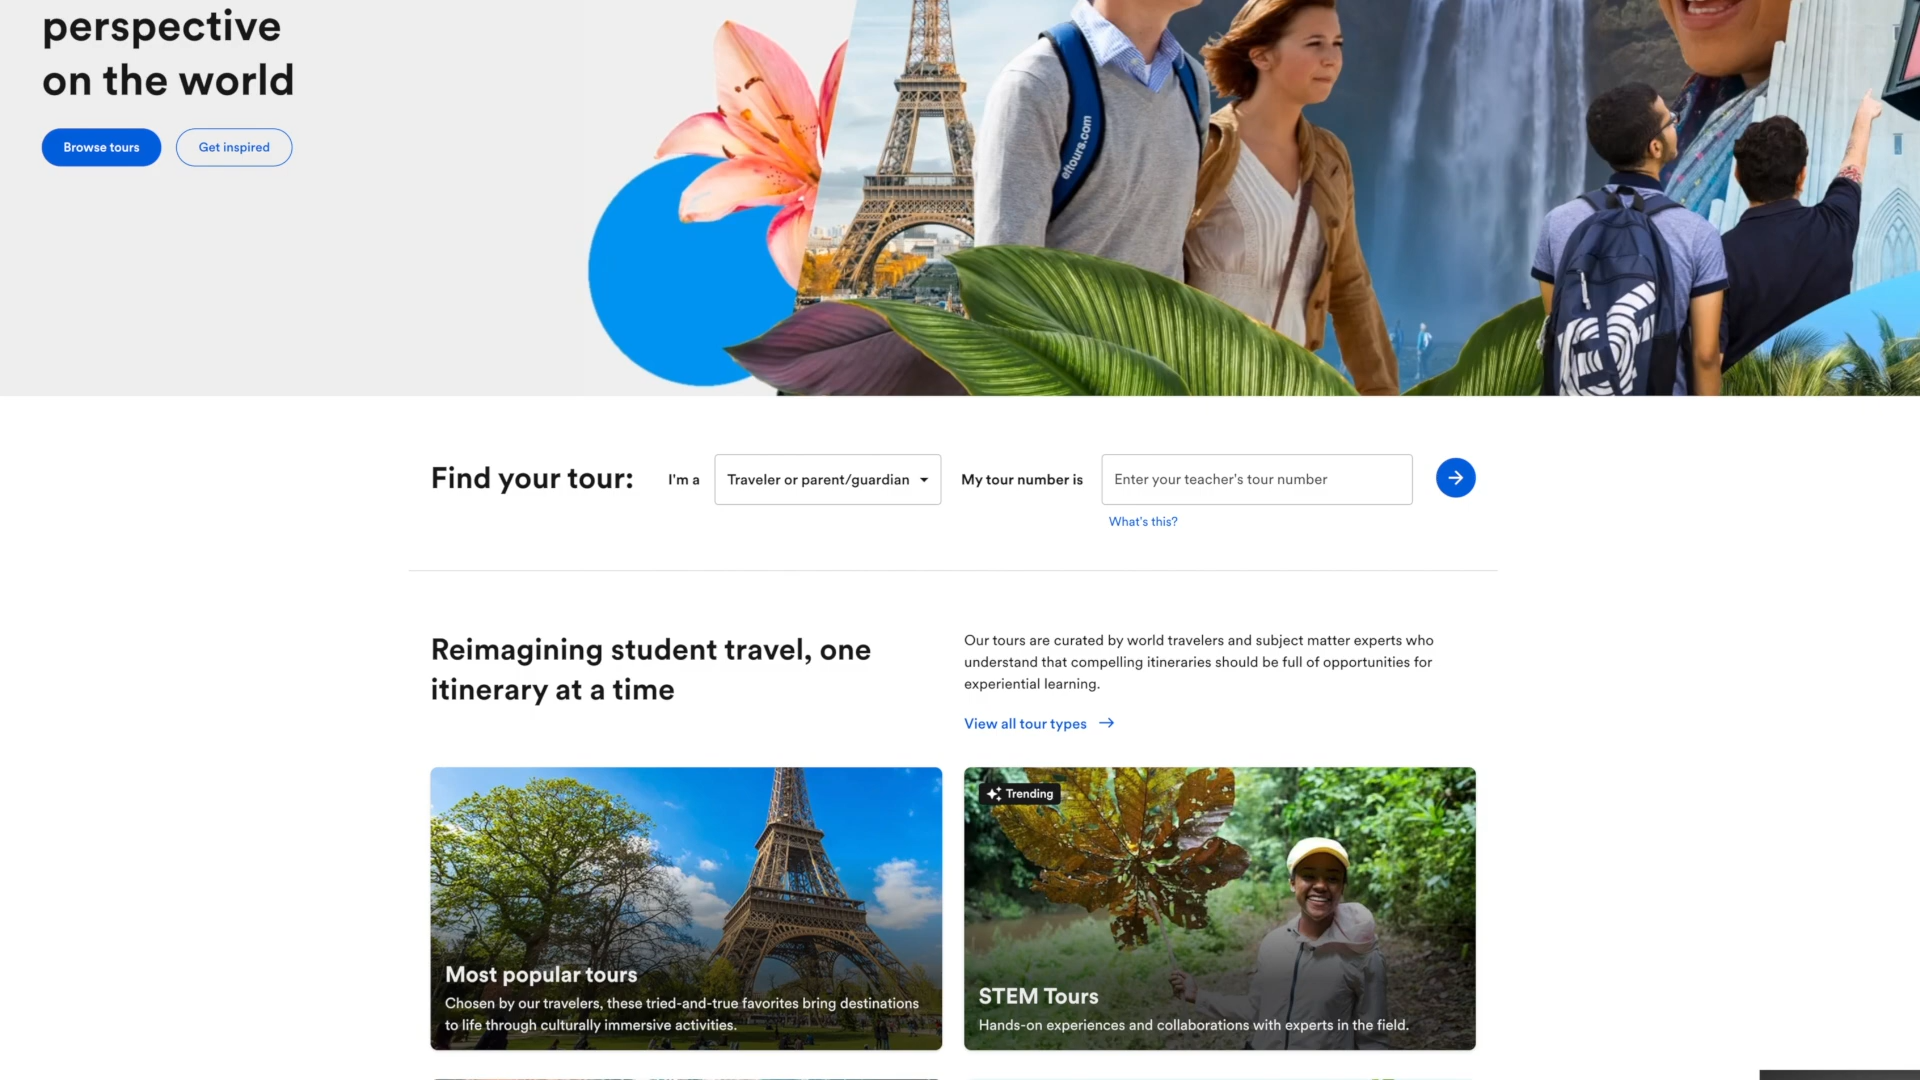 perspective
on the world
Browse tours
Get inspired
eftours.com
Find your tour:
I'm a
Traveler or parent/guardian
My tour number is
Enter your teacher's tour number
What's this?
Reimagining student travel, one
itinerary at a time
Our tours are curated by world travelers and subject matter experts who
understand that compelling itineraries should be full of opportunities for
experiential learning.
View all tour types
Most popular tours
Chosen by our travelers, these tried-and-true favorites bring destinations
to life through culturally immersive activities.
Trending
STEM Tours
Hands-on experiences and collaborations with experts in the field.